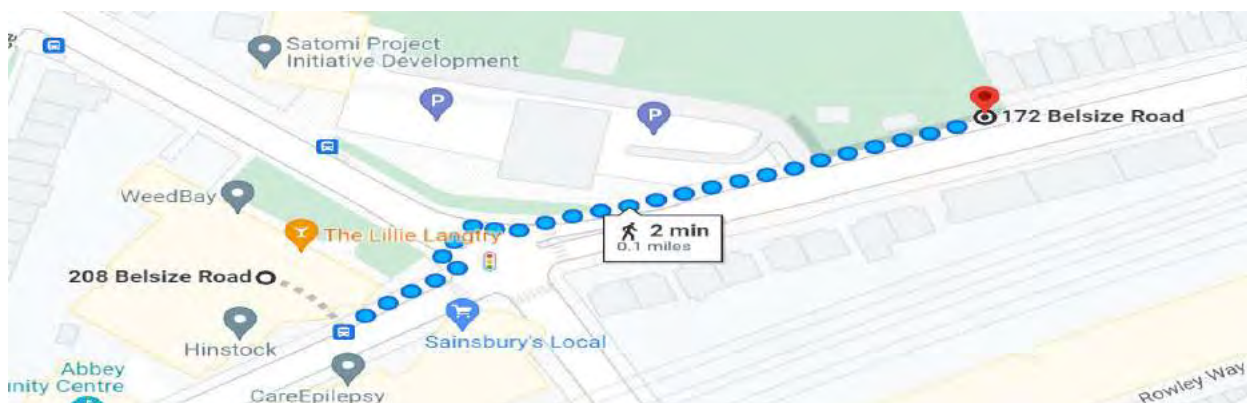 Satomi Project
Initiative Development
P
P
172 Belsize Road
WeedBay
The Lillie Langtry
2 min
0.1 miles
208 Belsize Road
Hinstock
Sainsbury's Local
Abbey
nity Centre
CareEpilepsy
Rowley Way